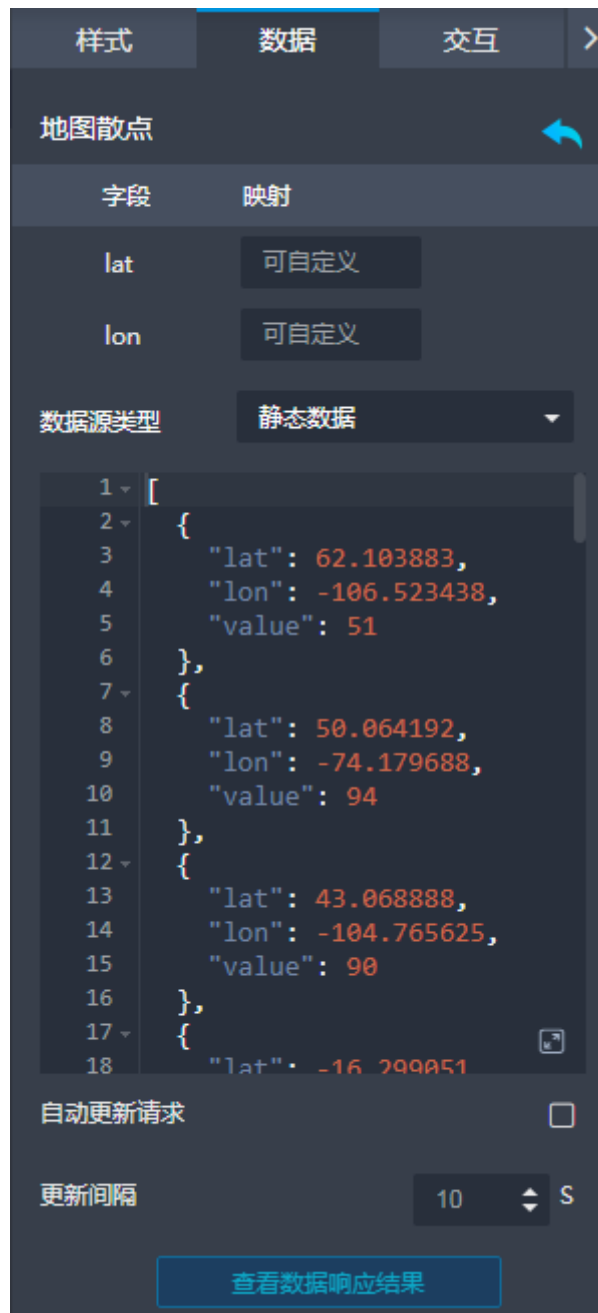 样式 数据 交互
地图散点
字段 映射
lat 可自定义
lon 可自定义
数据源类型 静态数据
1 [
2 {
3 "lat": 62.103883,
4 "lon": -106.523438,
5 "value": 51
6 },
7 {
8 "lat": 50.064192,
9 "lon": -74.179688,
10 "value": 94
11 },
12 {
13 "lat": 43.068888,
14 "lon": -104.765625,
15 "value": 90
16 },
17 {
18 "lat": -16.299051
自动更新请求
更新间隔 10 S
查看数据响应结果